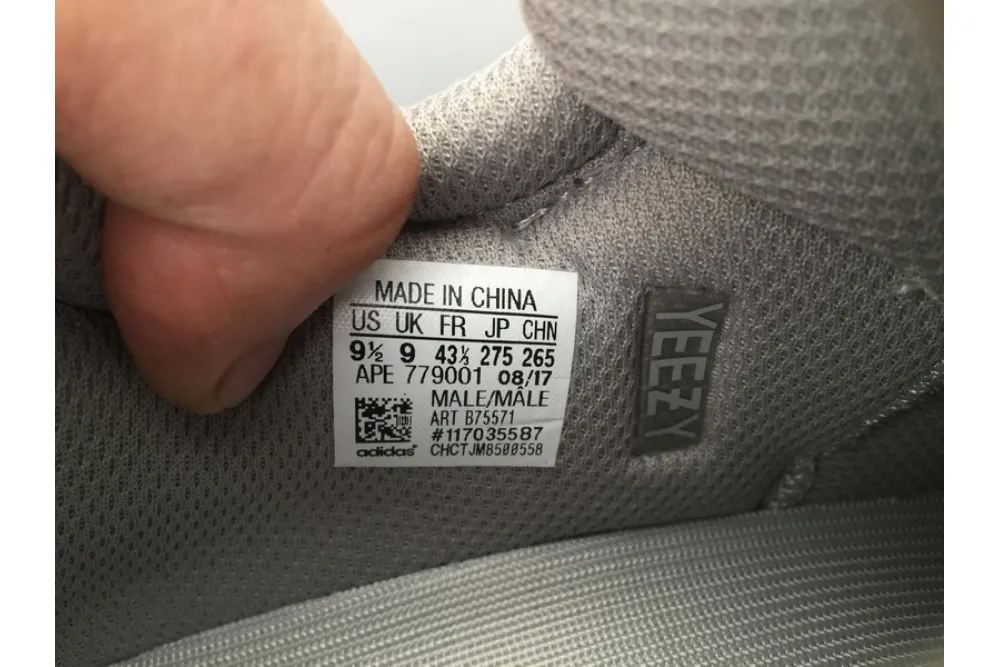 MADE IN CHINA
US UK FR JP CHN
9½ 9 43⅓ 275 265
APE 779001 08/17
MALE/MÂLE
ART B75571
#117035587
adidas CHCTJM8500558
YEEZY